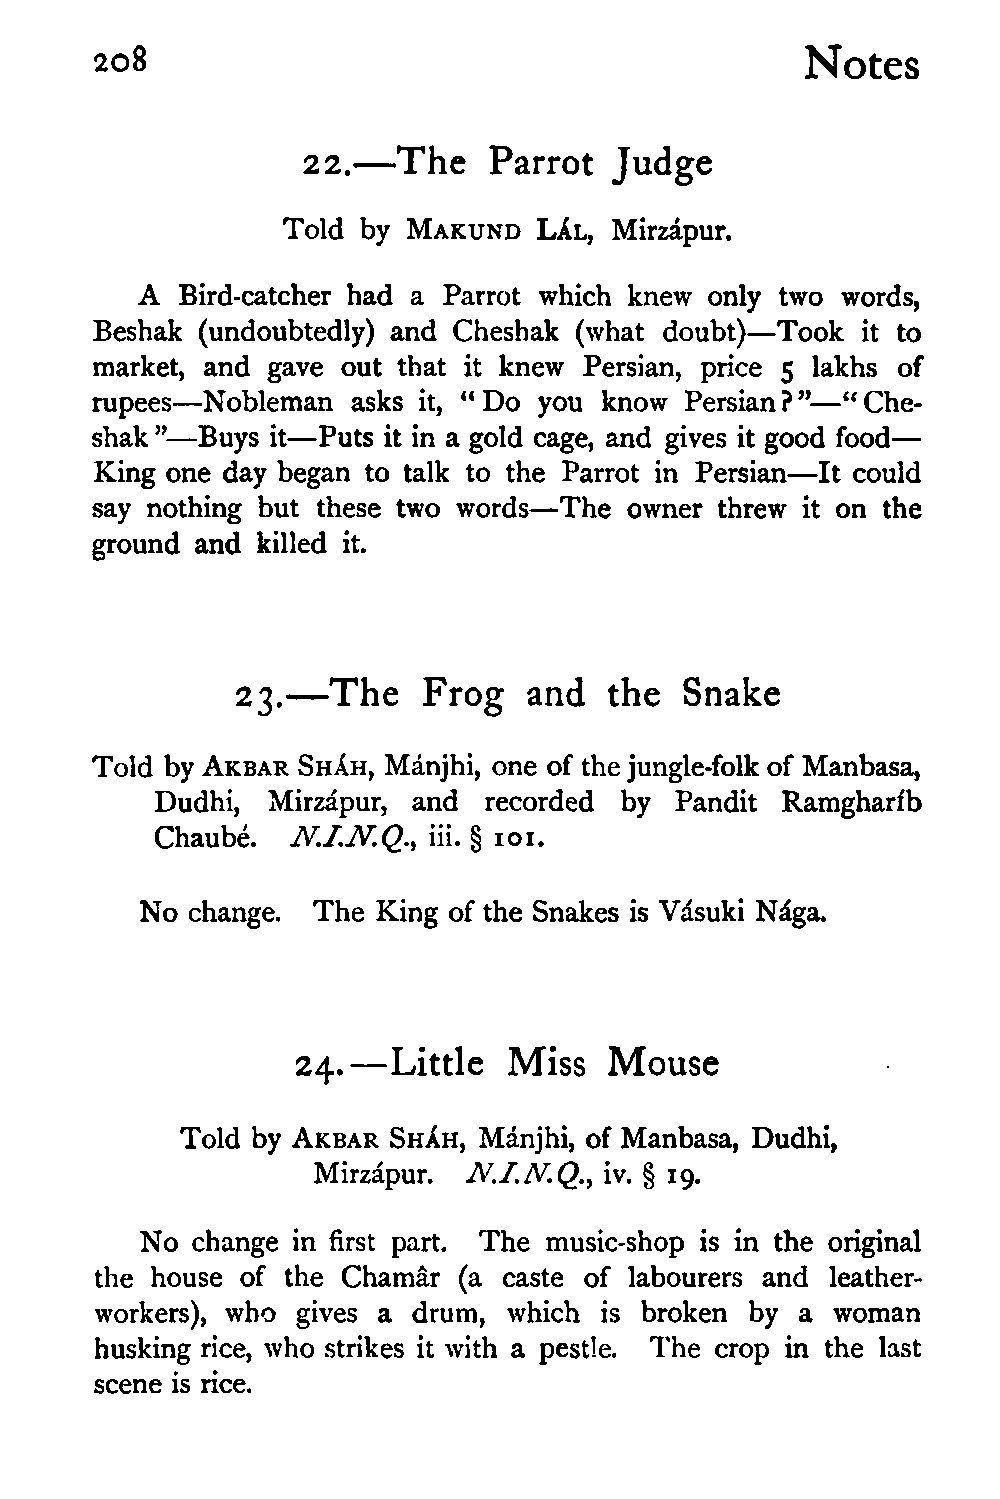 208 Notes
22.—The Parrot Judge
Told by MAKUND LÁL, Mirzápur.
A Bird-catcher had a Parrot which knew only two words,
Beshak (undoubtedly) and Cheshak (what doubt)—Took it to
market, and gave out that it knew Persian, price 5 lakhs of
rupees—Nobleman asks it, “Do you know Persian?”—“Che-
shak”—Buys it—Puts it in a gold cage, and gives it good food—
King one day began to talk to the Parrot in Persian—It could
say nothing but these two words—The owner threw it on the
ground and killed it.
23.—The Frog and the Snake
Told by AKBAR SHÁH, Mánjhi, one of the jungle-folk of Manbasa,
Dudhi, Mirzápur, and recorded by Pandit Ramgharíb
Chaubé. N.I.N.Q., iii. § 101.
No change. The King of the Snakes is Vásuki Nága.
24.—Little Miss Mouse
Told by AKBAR SHÁH, Mánjhi, of Manbasa, Dudhi,
Mirzápur. N.I.N.Q., iv. § 19.
No change in first part. The music-shop is in the original
the house of the Chamâr (a caste of labourers and leather-
workers), who gives a drum, which is broken by a woman
husking rice, who strikes it with a pestle. The crop in the last
scene is rice.